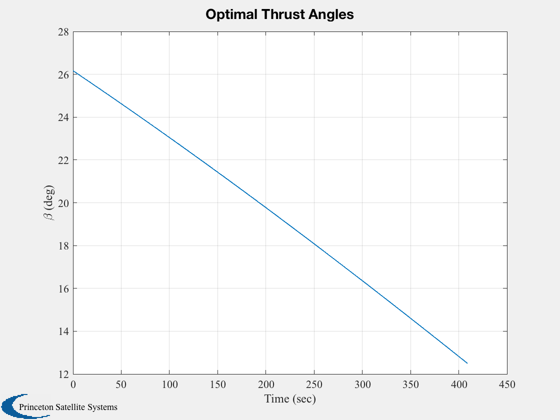 Optimal Thrust Angles
28
26
24
22
20
18
16
14
12
β (deg)
0 50 100 150 200 250 300 350 400 450
Time (sec)
Princeton Satellite Systems